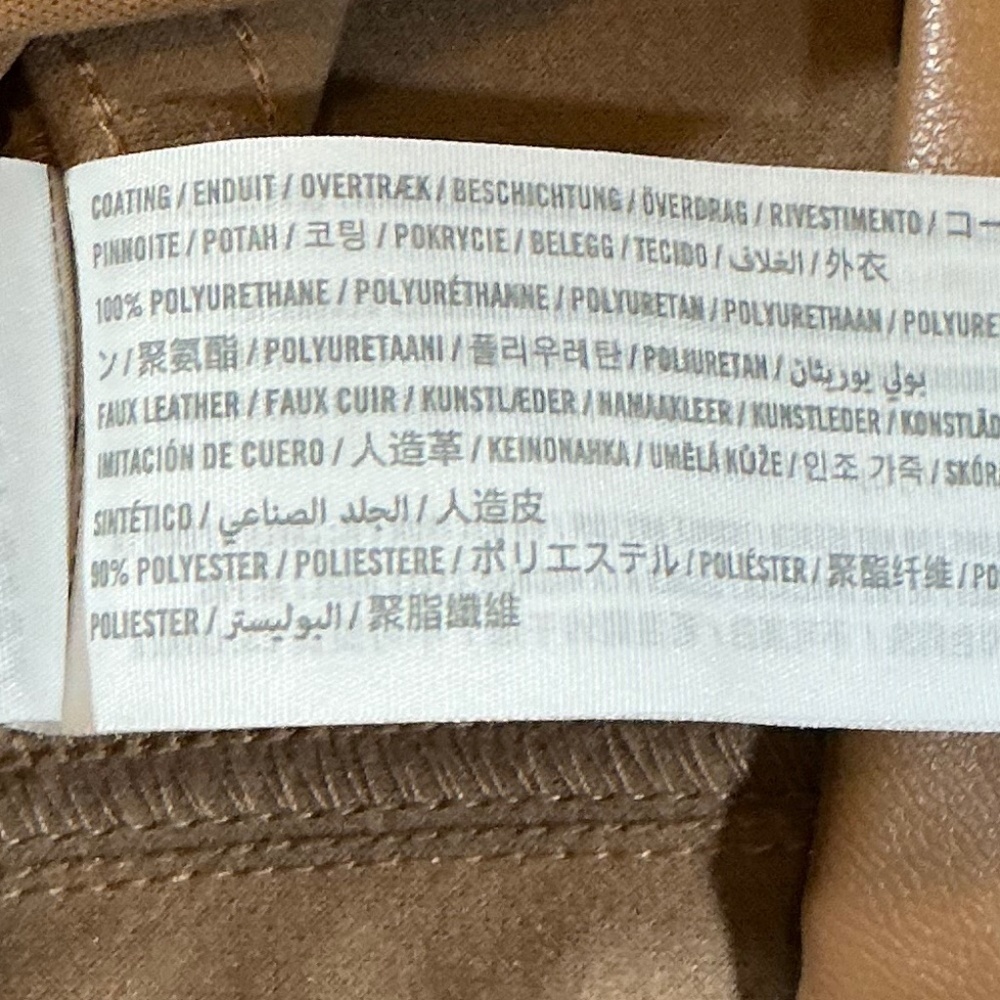 COATING / ENDUIT / OVERTRÆK / BESCHICHTUNG / ÖVERDRAG / RIVESTIMENTO / コー
PINNOITE / POTAH / 코팅 / POKRYCIE / BELEGG / TECIDO / الغلاف / 外衣
100% POLYURETHANE / POLYURÉTHANNE / POLYURETAN / POLYURETHAAN / POLYURE
ン / 聚氨酯 / POLYURETAANI / 폴리우레탄 / POLIURETAN / بولي يوريثان
FAUX LEATHER / FAUX CUIR / KUNSTLÆDER / NAMAAKLEER / KUNSTLEDER / KONSTLÄD
IMITACIÓN DE CUERO / 人造革 / KEINONAHKA / UMĚLÁ KŮŽE / 인조 가죽 / SKÓR
SINTÉTICO / الجلد الصناعي / 人造皮
90% POLYESTER / POLIESTERE / ポリエステル / POLIÉSTER / 聚酯纤维 / PO
POLIESTER / البوليستر / 聚脂纖維